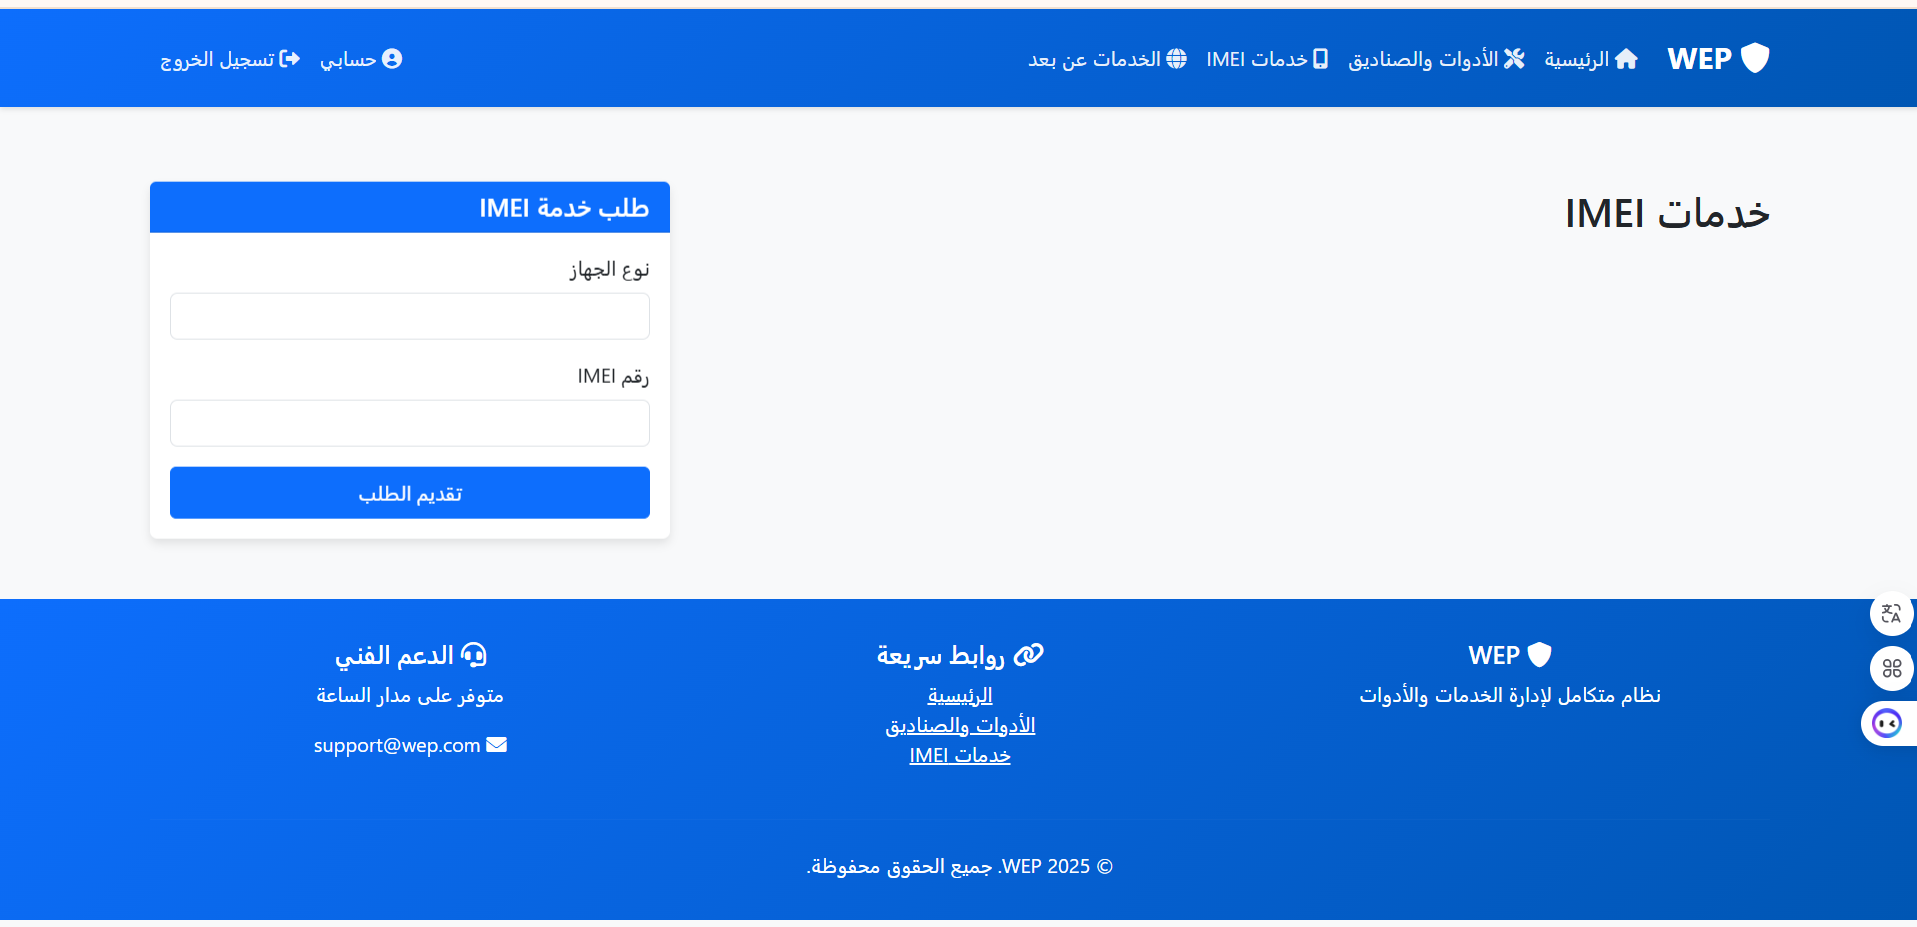 WEP
الرئيسية
الأدوات والصناديق
خدمات IMEI
الخدمات عن بعد
حسابي
تسجيل الخروج
خدمات IMEI
طلب خدمة IMEI
نوع الجهاز
رقم IMEI
تقديم الطلب
WEP
نظام متكامل لإدارة الخدمات والأدوات
روابط سريعة
الرئيسية
الأدوات والصناديق
خدمات IMEI
الدعم الفني
متوفر على مدار الساعة
support@wep.com
© 2025 WEP. جميع الحقوق محفوظة.